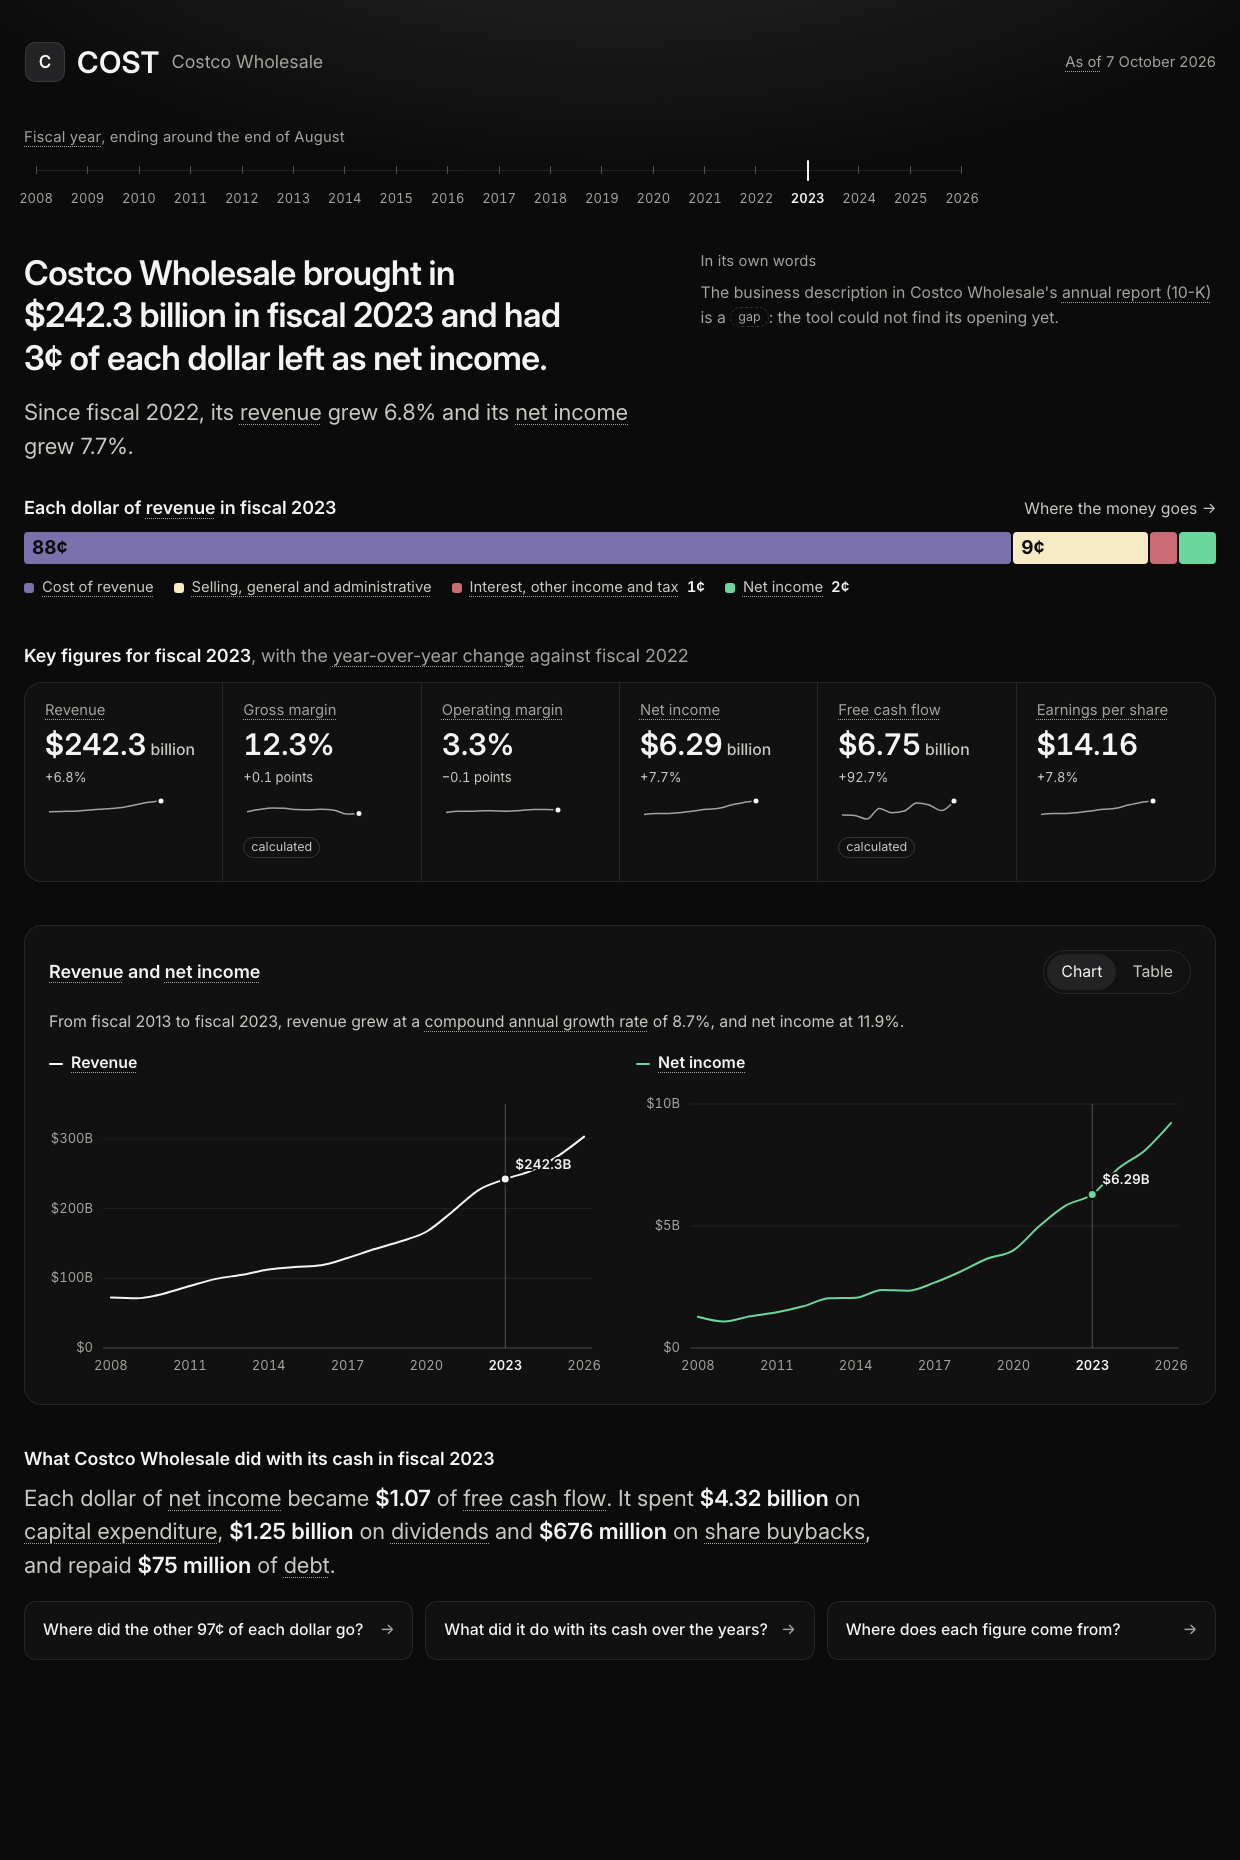 C COST Costco Wholesale
As of 7 October 2026
Fiscal year, ending around the end of August
2008 2009 2010 2011 2012 2013 2014 2015 2016 2017 2018 2019 2020 2021 2022 2023 2024 2025 2026
Costco Wholesale brought in
$242.3 billion in fiscal 2023 and had
3¢ of each dollar left as net income.
Since fiscal 2022, its revenue grew 6.8% and its net income
grew 7.7%.
In its own words
The business description in Costco Wholesale's annual report (10-K)
is a gap: the tool could not find its opening yet.
Each dollar of revenue in fiscal 2023
Where the money goes →
88¢ 9¢
Cost of revenue Selling, general and administrative Interest, other income and tax 1¢ Net income 2¢
Key figures for fiscal 2023, with the year-over-year change against fiscal 2022
Revenue
$242.3 billion
+6.8%
Gross margin
12.3%
+0.1 points
calculated
Operating margin
3.3%
−0.1 points
Net income
$6.29 billion
+7.7%
Free cash flow
$6.75 billion
+92.7%
calculated
Earnings per share
$14.16
+7.8%
Revenue and net income
Chart Table
From fiscal 2013 to fiscal 2023, revenue grew at a compound annual growth rate of 8.7%, and net income at 11.9%.
Revenue
$300B
$242.3B
$200B
$100B
$0
2008 2011 2014 2017 2020 2023 2026
Net income
$10B
$6.29B
$5B
$0
2008 2011 2014 2017 2020 2023 2026
What Costco Wholesale did with its cash in fiscal 2023
Each dollar of net income became $1.07 of free cash flow. It spent $4.32 billion on
capital expenditure, $1.25 billion on dividends and $676 million on share buybacks,
and repaid $75 million of debt.
Where did the other 97¢ of each dollar go? →
What did it do with its cash over the years? →
Where does each figure come from? →